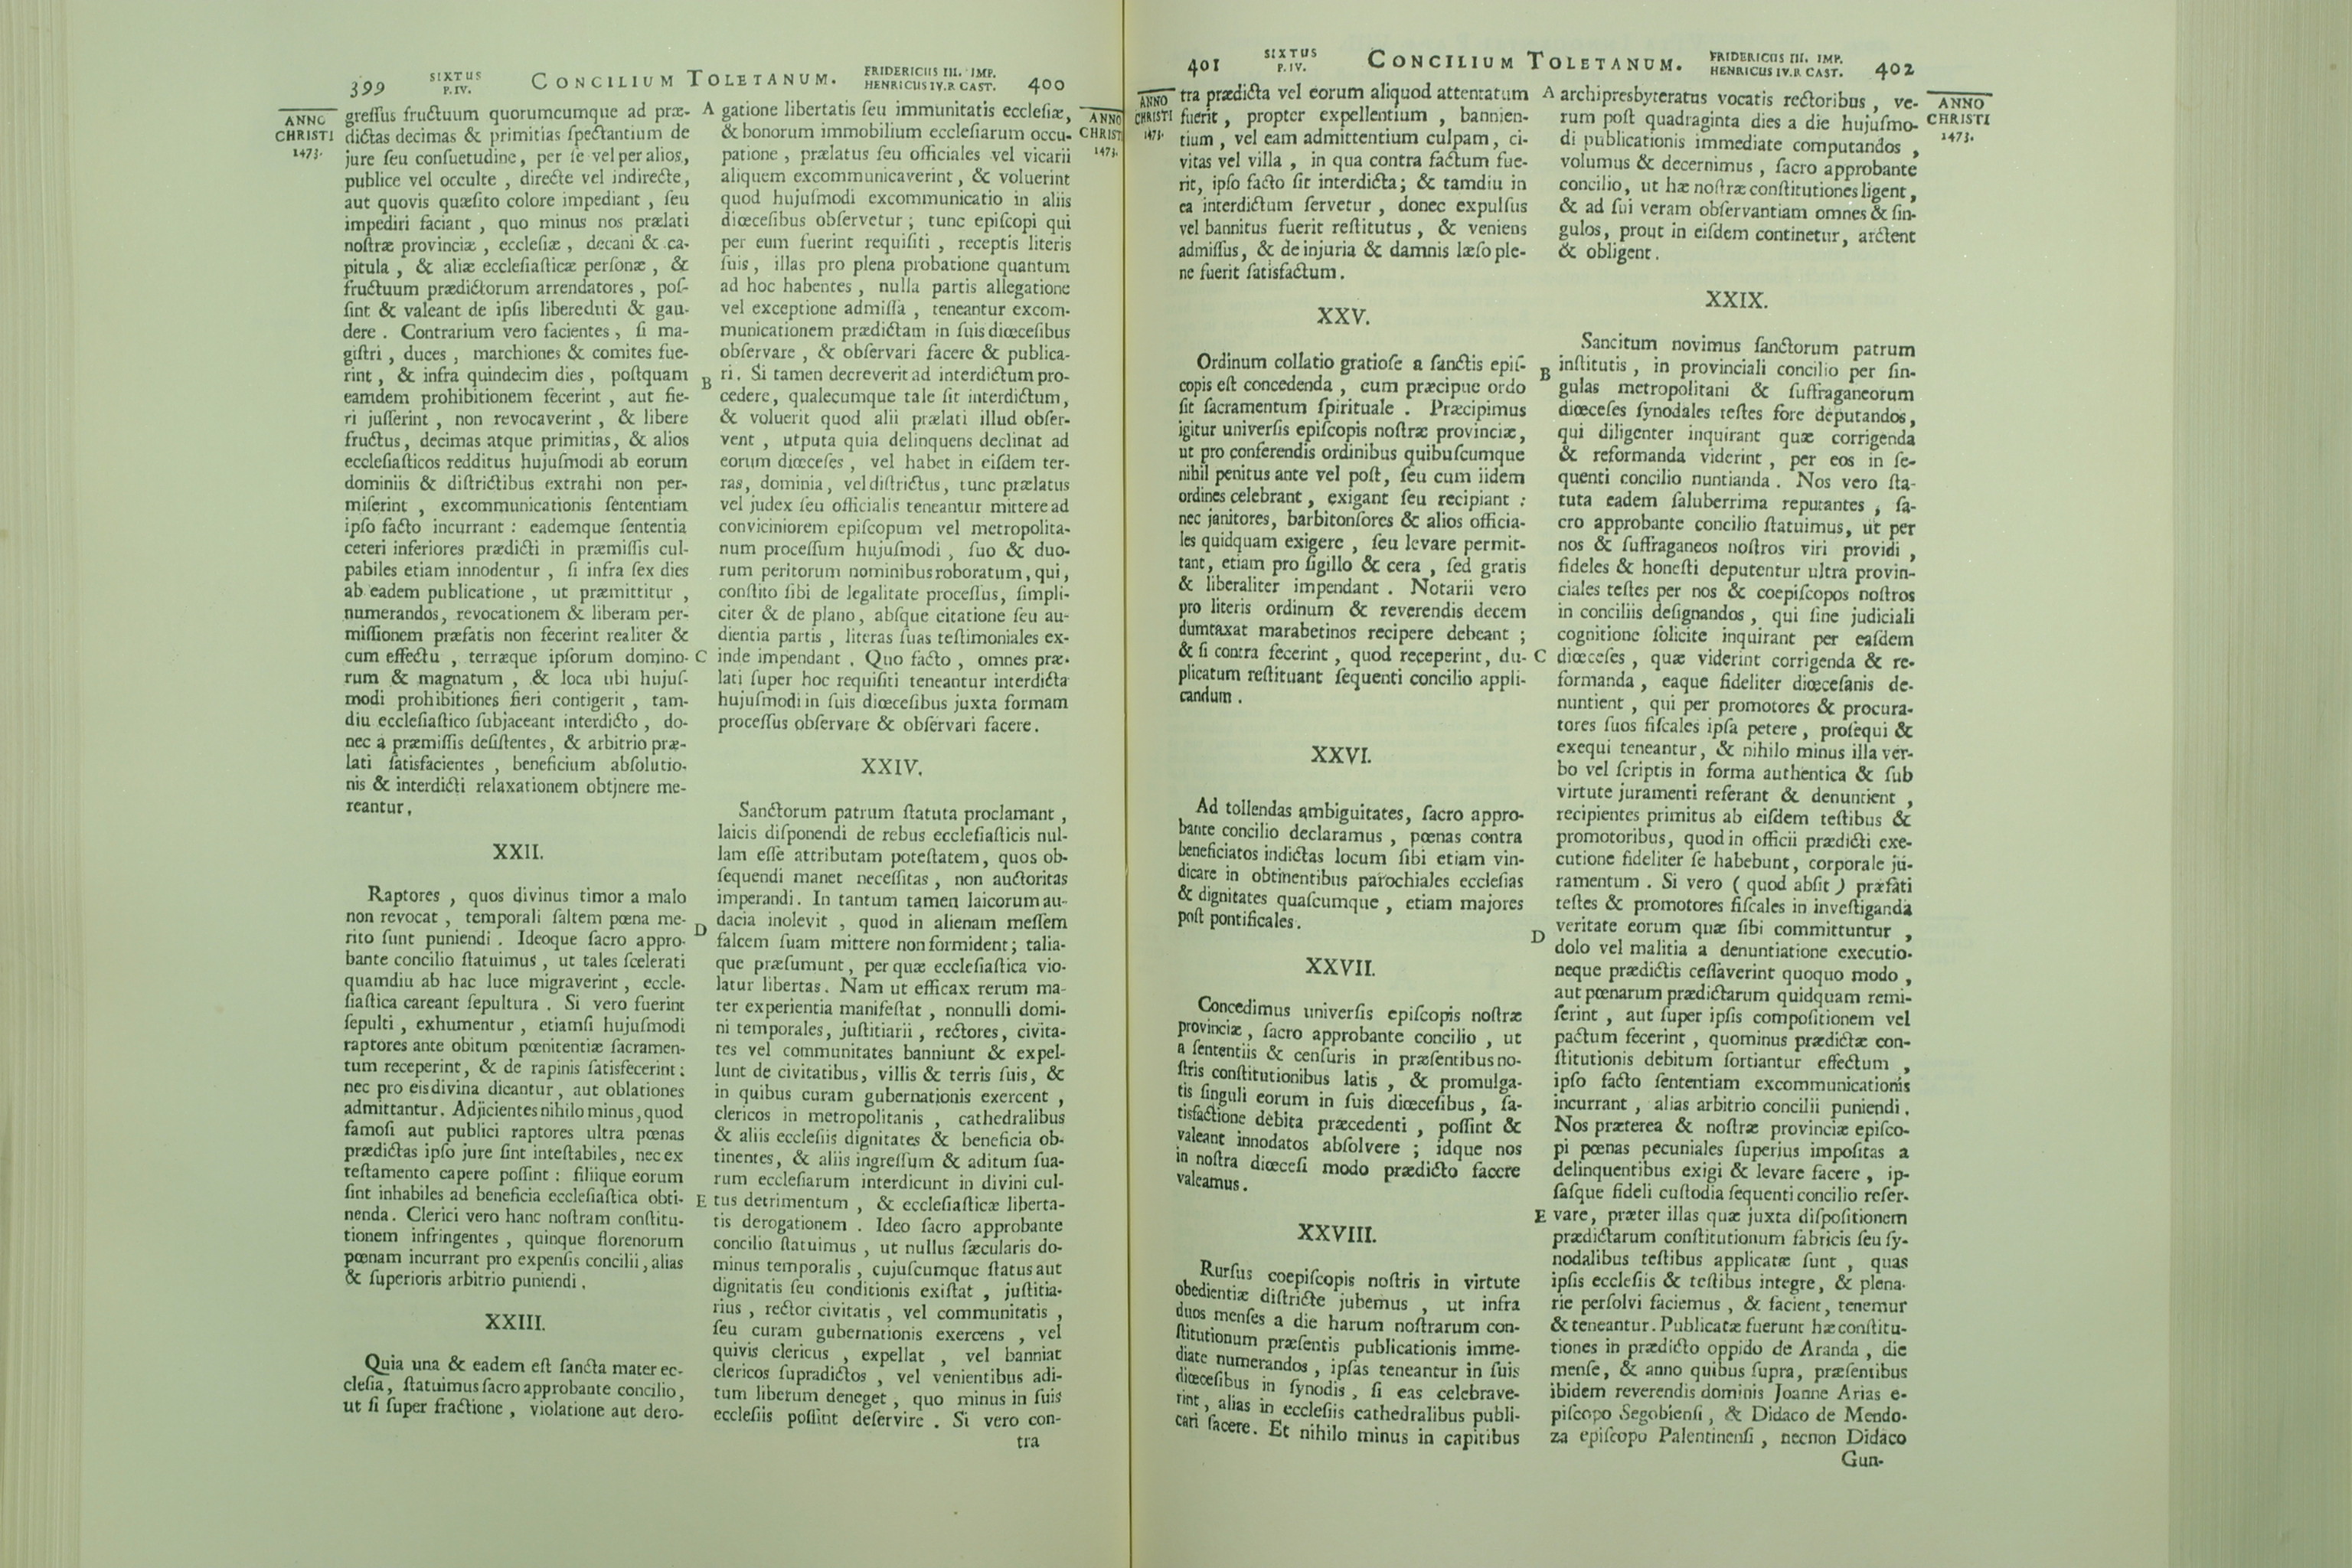 399
SIXTUS
P. IV.
CONCILIUM TOLETANUM.
FRIDERICUS III. IMP.
HENRICUS IV. R. CAST.
400
ANNO
CHRISTI
1473.
greſſus fructuum quorumcumque ad præ-
dictas decimas & primitias ſpectantium de
jure ſeu conſuetudine, per ſe vel per alios,
publice vel occulte, directe vel indirecte,
aut quovis quæſito colore impediant, ſeu
impediri faciant, quo minus nos prælati
noſtræ provinciæ, eccleſiæ, decani & ca-
pitula, & aliæ eccleſiaſticæ perſonæ, &
fructuum prædictorum arrendatores, poſ-
ſint & valeant de ipſis libereduti & gau-
dere. Contrarium vero facientes, ſi ma-
giſtri, duces, marchiones & comites fue-
rint, & infra quindecim dies, poſtquam
eamdem prohibitionem fecerint, aut fie-
ri juſſerint, non revocaverint, & libere
fructus, decimas atque primitias, & alios
eccleſiaſticos redditus hujuſmodi ab eorum
dominiis & diſtrictibus extrahi non per-
miſerint, excommunicationis ſententiam
ipſo facto incurrant: eademque ſententia
ceteri inferiores prædicti in præmiſſis cul-
pabiles etiam innodentur, ſi infra ſex dies
ab eadem publicatione, ut præmittitur,
numerandos, revocationem & liberam per-
miſſionem præfatis non fecerint realiter &
cum effectu, terræque ipſorum domino-
rum & magnatum, & loca ubi hujuſ-
modi prohibitiones fieri contigerit, tam-
diu eccleſiaſtico ſubjaceant interdicto, do-
nec a præmiſſis deſiſtentes, & arbitrio præ-
lati ſatisfacientes, beneficium abſolutio-
nis & interdicti relaxationem obtinere me-
reantur.
XXII.
Raptores, quos divinus timor a malo
non revocat, temporali ſaltem pœna me-
rito ſunt puniendi. Ideoque ſacro appro-
bante concilio ſtatuimus, ut tales ſcelerati
quamdiu ab hac luce migraverint, eccle-
ſiaſtica careant ſepultura. Si vero fuerint
ſepulti, exhumentur, etiamſi hujuſmodi
raptores ante obitum pœnitentiæ ſacramen-
tum receperint, & de rapinis ſatisfecerint:
nec pro eis divina dicantur, aut oblationes
admittantur. Adjicientes nihilo minus, quod
famoſi aut publici raptores ultra pœnas
prædictas ipſo jure ſint inteſtabiles, nec ex
teſtamento capere poſſint: filiique eorum
ſint inhabiles ad beneficia eccleſiaſtica obti-
nenda. Clerici vero hanc noſtram conſtitu-
tionem infringentes, quinque florenorum
pœnam incurrant pro expenſis concilii, alias
& ſuperioris arbitrio puniendi.
XXIII.
Quia una & eadem eſt ſancta mater ec-
cleſia, ſtatuimus ſacro approbante concilio,
ut ſi ſuper fractione, violatione aut dero-
A
B
C
D
E
gatione libertatis ſeu immunitatis eccleſiæ,
& bonorum immobilium eccleſiarum occu-
patione, prælatus ſeu officiales vel vicarii
aliquem excommunicaverint, & voluerint
quod hujuſmodi excommunicatio in aliis
diœceſibus obſervetur; tunc epiſcopi qui
per eum fuerint requiſiti, receptis literis
ſuis, illas pro plena probatione quantum
ad hoc habentes, nulla partis allegatione
vel exceptione admiſſa, teneantur excom-
municationem prædictam in ſuis diœceſibus
obſervare, & obſervari facere & publica-
ri. Si tamen decreverit ad interdictum pro-
cedere, qualecumque tale ſit interdictum,
& voluerit quod alii prælati illud obſer-
vent, utputa quia delinquens declinat ad
eorum diœceſes, vel habet in eiſdem ter-
ras, dominia, vel diſtrictus, tunc prælatus
vel judex ſeu officialis teneantur mittere ad
conviciniorem epiſcopum vel metropolita-
num proceſſum hujuſmodi, ſuo & duo-
rum peritorum nominibus roboratum, qui,
conſtito ſibi de legalitate proceſſus, ſimpli-
citer & de plano, abſque citatione ſeu au-
dientia partis, literas ſuas teſtimoniales ex-
inde impendant. Quo facto, omnes præ-
lati ſuper hoc requiſiti teneantur interdicta
hujuſmodi in ſuis diœceſibus juxta formam
proceſſus obſervare & obſervari facere.
XXIV.
Sanctorum patrum ſtatuta proclamant,
laicis diſponendi de rebus eccleſiaſticis nul-
lam eſſe attributam poteſtatem, quos ob-
ſequendi manet neceſſitas, non auctoritas
imperandi. In tantum tamen laicorum au-
dacia inolevit, quod in alienam meſſem
falcem ſuam mittere non formident; talia-
que præſumunt, per quæ eccleſiaſtica vio-
latur libertas. Nam ut efficax rerum ma-
ter experientia manifeſtat, nonnulli domi-
ni temporales, juſtitiarii, rectores, civita-
tes vel communitates banniunt & expel-
lunt de civitatibus, villis & terris ſuis, &
in quibus curam gubernationis exercent,
clericos in metropolitanis, cathedralibus
& aliis eccleſiis dignitates & beneficia ob-
tinentes, & aliis ingreſſum & aditum ſua-
rum eccleſiarum interdicunt in divini cul-
tus detrimentum, & eccleſiaſticæ liberta-
tis derogationem. Ideo ſacro approbante
concilio ſtatuimus, ut nullus ſæcularis do-
minus temporalis, cujuſcumque ſtatus aut
dignitatis ſeu conditionis exiſtat, juſtitia-
rius, rector civitatis, vel communitatis,
ſeu curam gubernationis exercens, vel
quivis clericus, expellat, vel banniat
clericos ſupradictos, vel venientibus adi-
tum liberum deneget, quo minus in ſuis
eccleſiis poſſint deſervire. Si vero con-
tra
ANNO
CHRISTI
1473.
401
SIXTUS
P. IV.
CONCILIUM TOLETANUM.
FRIDERICUS III. IMP.
HENRICUS IV. R. CAST.
402
ANNO
CHRISTI
1473.
tra prædicta vel eorum aliquod attentatum
fuerit, propter expellentium, bannien-
tium, vel eam admittentium culpam, ci-
vitas vel villa, in qua contra factum fue-
rit, ipſo facto ſit interdicta; & tamdiu in
ea interdictum ſervetur, donec expulſus
vel bannitus fuerit reſtitutus, & veniens
admiſſus, & de injuria & damnis læſo ple-
ne fuerit ſatisfactum.
XXV.
Ordinum collatio gratioſe a ſanctis epiſ-
copis eſt concedenda, cum præcipue ordo
ſit ſacramentum ſpirituale. Præcipimus
igitur univerſis epiſcopis noſtræ provinciæ,
ut pro conferendis ordinibus quibuſcumque
nihil penitus ante vel poſt, ſeu cum iidem
ordines celebrant, exigant ſeu recipiant:
nec janitores, barbitonſores & alios officia-
les quidquam exigere, ſeu levare permit-
tant, etiam pro ſigillo & cera, ſed gratis
& liberaliter impendant. Notarii vero
pro literis ordinum & reverendis decem
dumtaxat marabetinos recipere debeant;
& ſi contra fecerint, quod receperint, du-
plicatum reſtituant ſequenti concilio appli-
candum.
XXVI.
Ad tollendas ambiguitates, ſacro appro-
bante concilio declaramus, pœnas contra
beneficiatos indictas locum ſibi etiam vin-
dicare in obtinentibus parochiales eccleſias
& dignitates quaſcumque, etiam majores
poſt pontificales.
XXVII.
Concedimus univerſis epiſcopis noſtræ
provinciæ, ſacro approbante concilio, ut
a ſententiis & cenſuris in præſentibus no-
ſtris conſtitutionibus latis, & promulga-
tis ſinguli eorum in ſuis diœceſibus, ſa-
tisfactione debita præcedenti, poſſint &
valeant innodatos abſolvere; idque nos
in noſtra diœceſi modo prædicto facere
valeamus.
XXVIII.
Rurſus coepiſcopis noſtris in virtute
obedientiæ diſtricte jubemus, ut infra
duos menſes a die harum noſtrarum con-
ſtitutionum præſentis publicationis imme-
diate numerandos, ipſas teneantur in ſuis
diœceſibus in ſynodis, ſi eas celebrave-
rint, alias in eccleſiis cathedralibus publi-
cari facere. Et nihilo minus in capitibus
A
B
C
D
E
archipresbyteratus vocatis rectoribus, ve-
rum poſt quadraginta dies a die hujuſmo-
di publicationis immediate computandos,
volumus & decernimus, ſacro approbante
concilio, ut hæ noſtræ conſtitutiones ligent,
& ad ſui veram obſervantiam omnes & ſin-
gulos, prout in eiſdem continetur, arctent
& obligent.
XXIX.
Sancitum novimus ſanctorum patrum
inſtitutis, in provinciali concilio per ſin-
gulas metropolitani & ſuffraganeorum
diœceſes ſynodales teſtes fore deputandos,
qui diligenter inquirant quæ corrigenda
& reformanda viderint, per eos in ſe-
quenti concilio nuntianda. Nos vero ſta-
tuta eadem ſaluberrima reputantes, ſa-
cro approbante concilio ſtatuimus, ut per
nos & ſuffraganeos noſtros viri providi,
fideles & honeſti deputentur ultra provin-
ciales teſtes per nos & coepiſcopos noſtros
in conciliis deſignandos, qui ſine judiciali
cognitione ſolicite inquirant per eaſdem
diœceſes, quæ viderint corrigenda & re-
formanda, eaque fideliter diœceſanis de-
nuntient, qui per promotores & procura-
tores ſuos fiſcales ipſa petere, proſequi &
exequi teneantur, & nihilo minus illa ver-
bo vel ſcriptis in forma authentica & ſub
virtute juramenti referant & denuntient,
recipientes primitus ab eiſdem teſtibus &
promotoribus, quod in officii prædicti exe-
cutione fideliter ſe habebunt, corporale ju-
ramentum. Si vero (quod abſit) præfati
teſtes & promotores fiſcales in inveſtiganda
veritate eorum quæ ſibi committuntur,
dolo vel malitia a denuntiatione executio-
neque prædictis ceſſaverint quoquo modo,
aut pœnarum prædictarum quidquam remi-
ſerint, aut ſuper ipſis compoſitionem vel
pactum fecerint, quominus prædictæ con-
ſtitutionis debitum ſortiantur effectum,
ipſo facto ſententiam excommunicationis
incurrant, alias arbitrio concilii puniendi.
Nos præterea & noſtræ provinciæ epiſco-
pi pœnas pecuniales ſuperius impoſitas a
delinquentibus exigi & levare facere, ip-
ſaſque fideli cuſtodia ſequenti concilio reſer-
vare, præter illas quæ juxta diſpoſitionem
prædictarum conſtitutionum fabricis ſeu ſy-
nodalibus teſtibus applicatæ ſunt, quas
ipſis eccleſiis & teſtibus integre, & plena-
rie perſolvi faciemus, & facient, tenemur
& teneantur. Publicatæ fuerunt hæ conſtitu-
tiones in prædicto oppido de Aranda, die
menſe, & anno quibus ſupra, præſentibus
ibidem reverendis dominis Joanne Arias e-
piſcopo Segobienſi, & Didaco de Mendo-
za epiſcopo Palentinenſi, necnon Didaco
Gun-